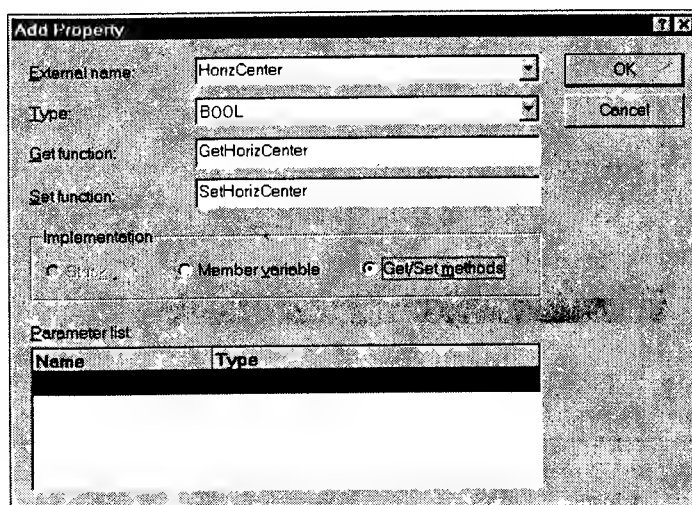 Add Property
External name: HorizCenter OK
Type: BOOL Cancel
Get function: GetHorizCenter
Set function: SetHorizCenter
Implementation
Stock Member variable Get/Set methods
Parameter list:
Name Type